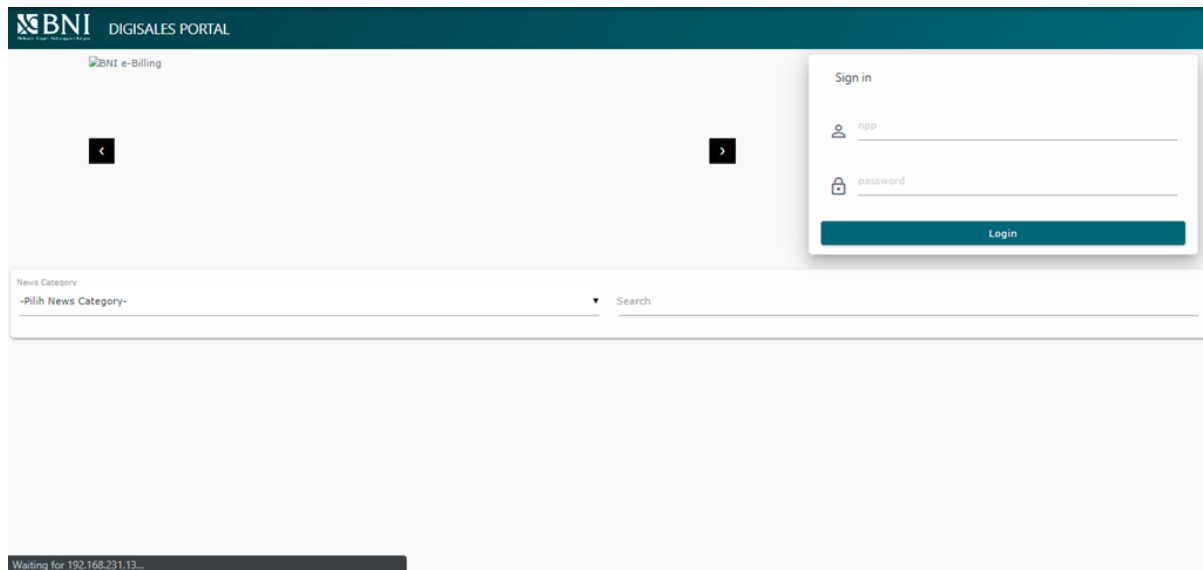 BNI DIGISALES PORTAL
BNI e-Billing
Sign in
npp
password
Login
News Category
-Pilih News Category-
Search
Waiting for 192.168.231.13...